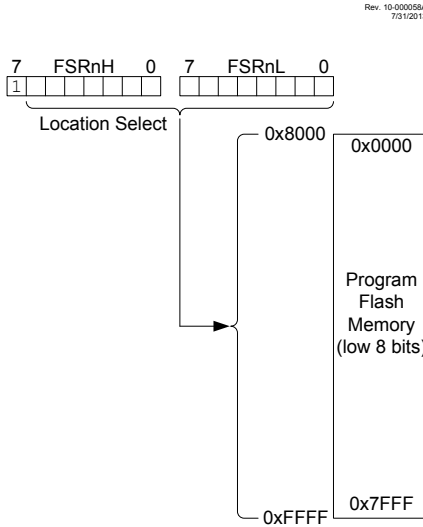 Rev. 10-000058A
7/31/2013
7 FSRnH 0 7 FSRnL 0
1
Location Select
0x8000
0x0000
Program
Flash
Memory
(low 8 bits)
0x7FFF
0xFFFF